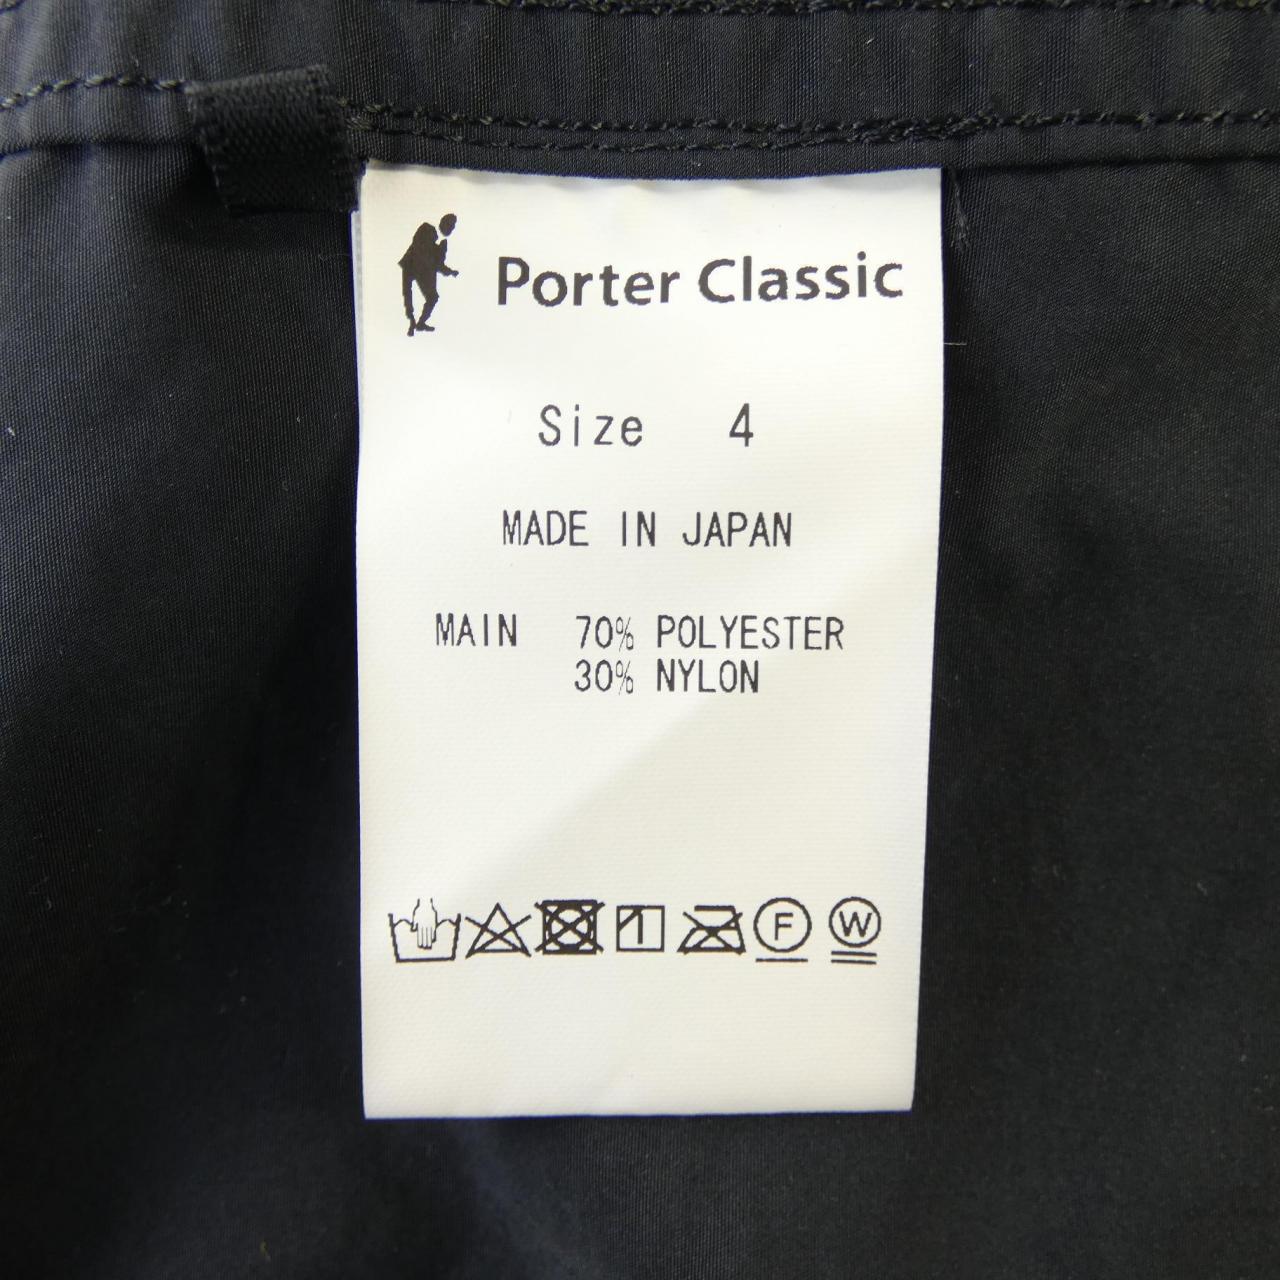 Porter Classic
Size 4
MADE IN JAPAN
MAIN 70% POLYESTER
30% NYLON
F W